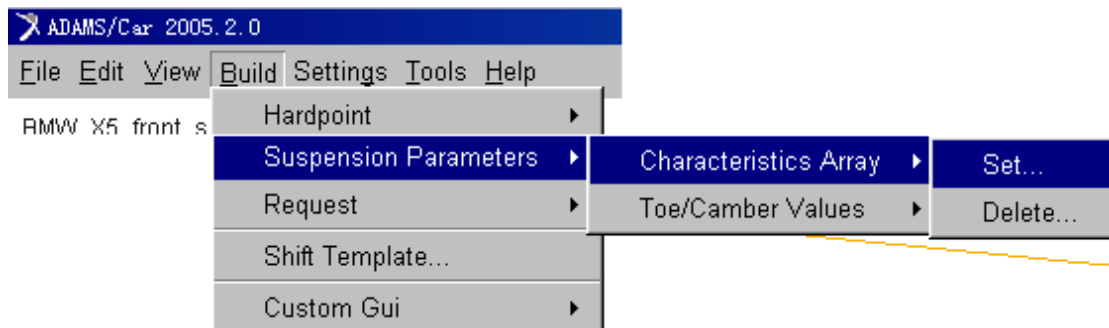 ADAMS/Car 2005.2.0
File Edit View Build Settings Tools Help
BMW_X5_front_s
Hardpoint
Suspension Parameters
Characteristics Array
Set...
Request
Toe/Camber Values
Delete...
Shift Template...
Custom Gui